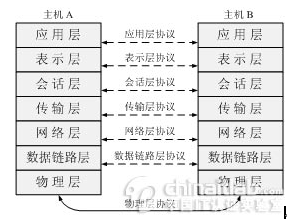 主机A 主机B
应用层 应用层协议 应用层
表示层 表示层协议 表示层
会话层 会话层协议 会话层
传输层 传输层协议 传输层
网络层 网络层协议 网络层
数据链路层 数据链路层协议 数据链路层
物理层 物理层协议 物理层